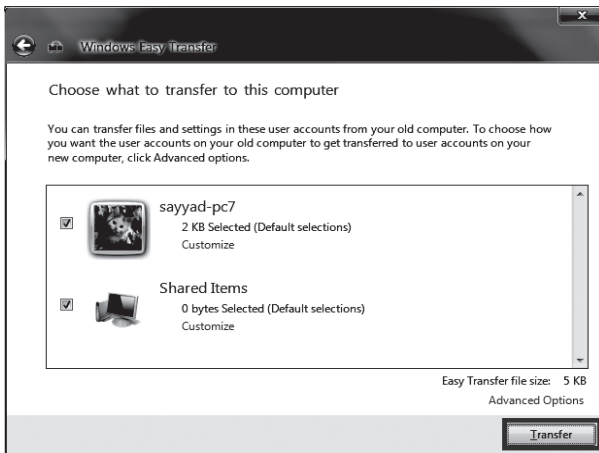 x
Windows Easy Transfer
Choose what to transfer to this computer
You can transfer files and settings in these user accounts from your old computer. To choose how
you want the user accounts on your old computer to get transferred to user accounts on your
new computer, click Advanced options.
sayyad-pc7
2 KB Selected (Default selections)
Customize
Shared Items
0 bytes Selected (Default selections)
Customize
Easy Transfer file size: 5 KB
Advanced Options
Transfer